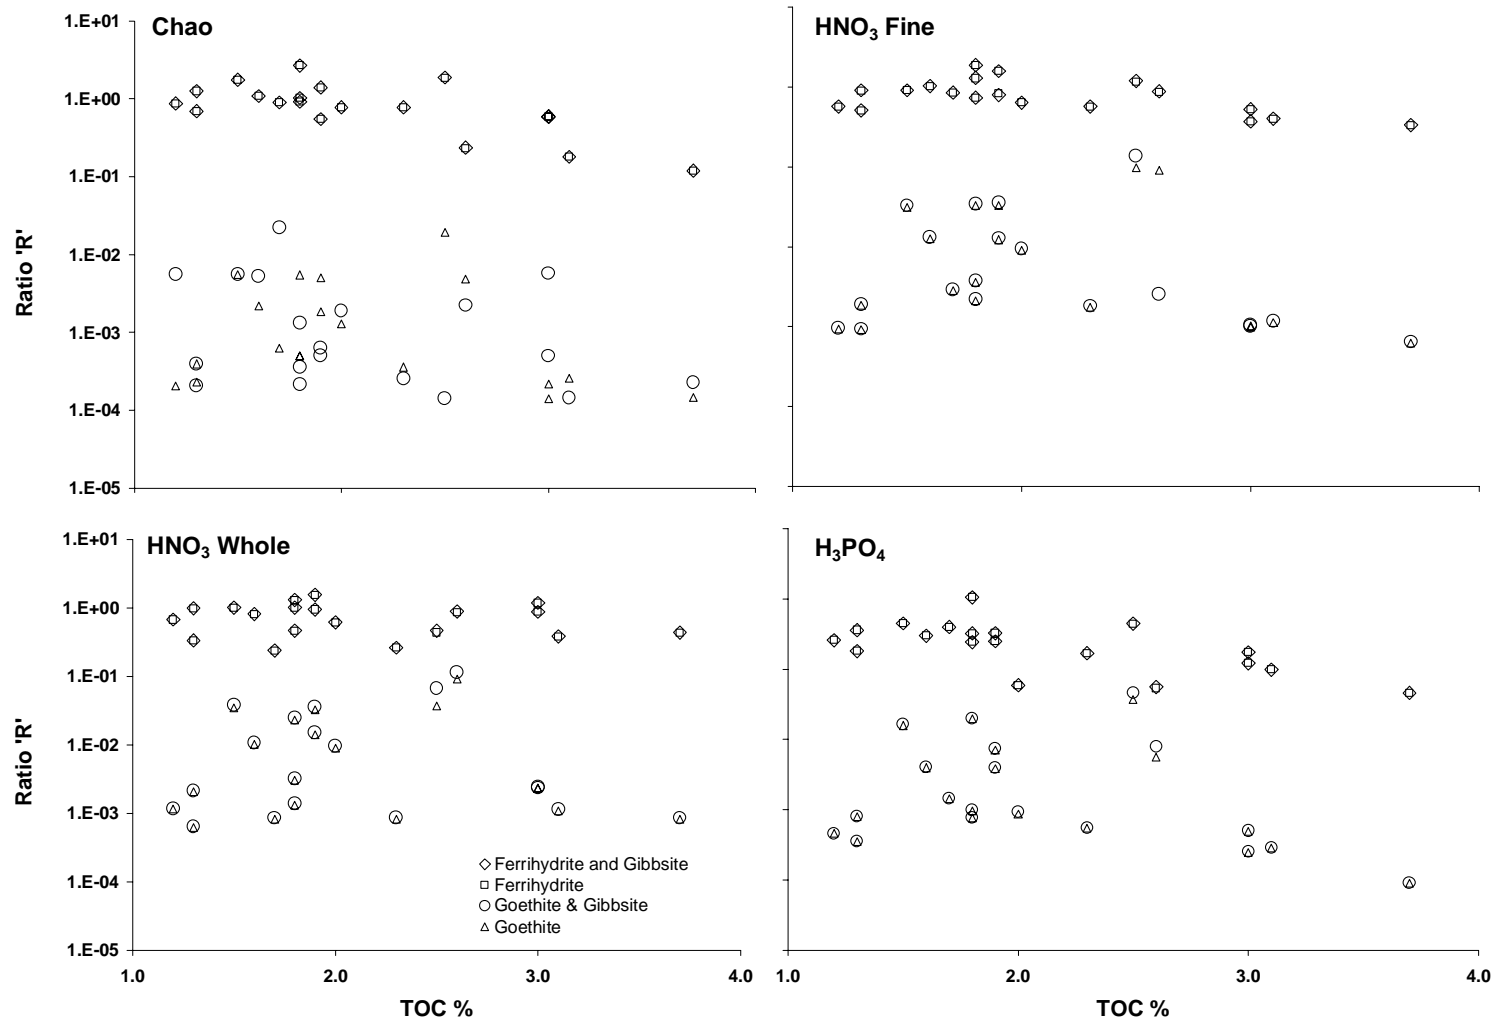 Chao
HNO3 Fine
1.E+01
1.E+00
1.E-01
1.E-02
1.E-03
1.E-04
1.E-05
Ratio 'R'
HNO3 Whole
H3PO4
1.E+01
1.E+00
1.E-01
1.E-02
1.E-03
1.E-04
1.E-05
Ratio 'R'
Ferrihydrite and Gibbsite
Ferrihydrite
Goethite & Gibbsite
Goethite
1.0 2.0 3.0 4.0
1.0 2.0 3.0 4.0
TOC %
TOC %